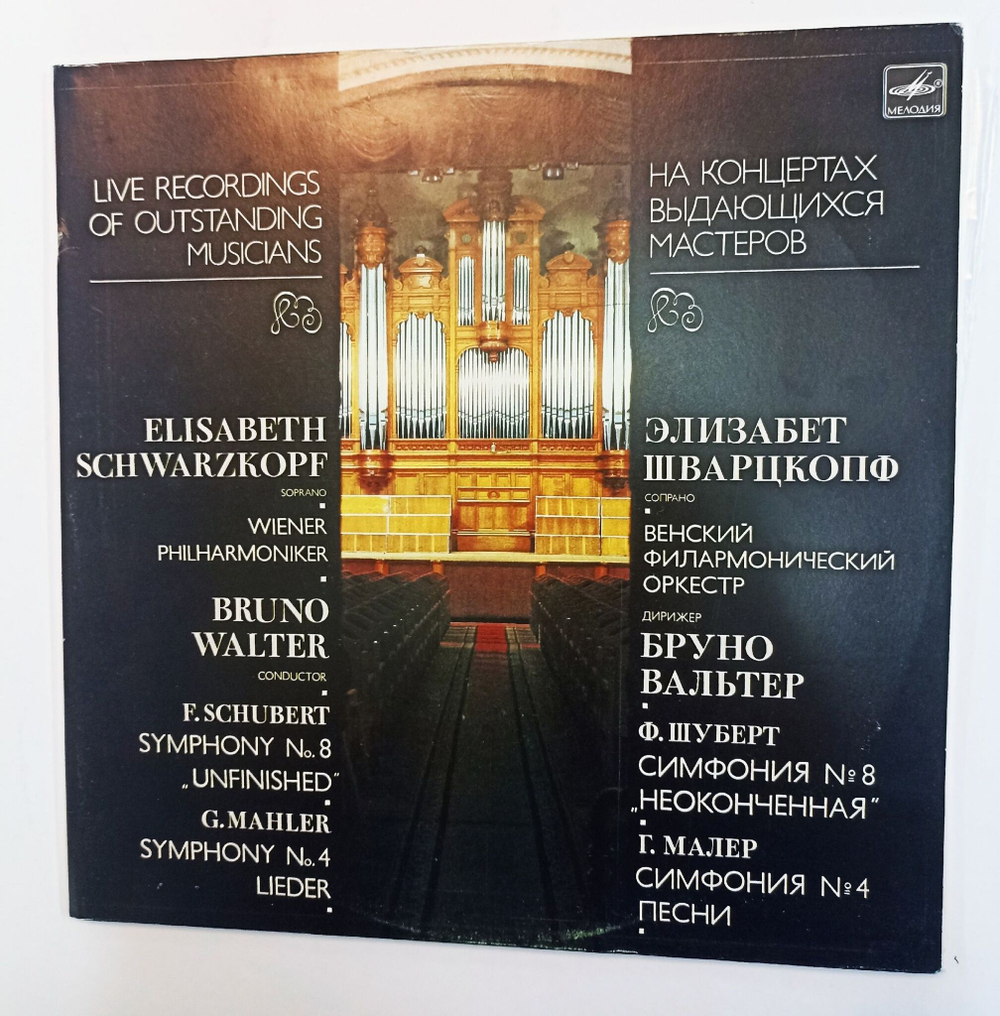 LIVE RECORDINGS
OF OUTSTANDING
MUSICIANS
ELISABETH
SCHWARZKOPF
SOPRANO
WIENER
PHILHARMONIKER
BRUNO
WALTER
CONDUCTOR
F. SCHUBERT
SYMPHONY No. 8
„UNFINISHED”
G. MAHLER
SYMPHONY No. 4
LIEDER
МЕЛОДИЯ
НА КОНЦЕРТАХ
ВЫДАЮЩИХСЯ
МАСТЕРОВ
ЭЛИЗАБЕТ
ШВАРЦКОПФ
СОПРАНО
ВЕНСКИЙ
ФИЛАРМОНИЧЕСКИЙ
ОРКЕСТР
ДИРИЖЕР
БРУНО
ВАЛЬТЕР
Ф. ШУБЕРТ
СИМФОНИЯ № 8
„НЕОКОНЧЕННАЯ”
Г. МАЛЕР
СИМФОНИЯ № 4
ПЕСНИ